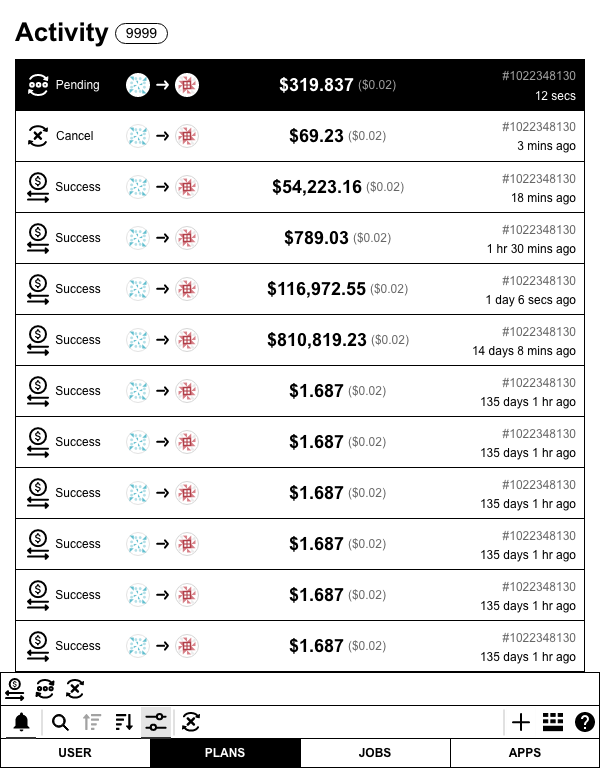 Activity 9999
Pending $319.837 ($0.02) #1022348130
12 secs
Cancel $69.23 ($0.02) #1022348130
3 mins ago
Success $54,223.16 ($0.02) #1022348130
18 mins ago
Success $789.03 ($0.02) #1022348130
1 hr 30 mins ago
Success $116,972.55 ($0.02) #1022348130
1 day 6 secs ago
Success $810,819.23 ($0.02) #1022348130
14 days 8 mins ago
Success $1.687 ($0.02) #1022348130
135 days 1 hr ago
Success $1.687 ($0.02) #1022348130
135 days 1 hr ago
Success $1.687 ($0.02) #1022348130
135 days 1 hr ago
Success $1.687 ($0.02) #1022348130
135 days 1 hr ago
Success $1.687 ($0.02) #1022348130
135 days 1 hr ago
Success $1.687 ($0.02) #1022348130
135 days 1 hr ago
USER PLANS JOBS APPS